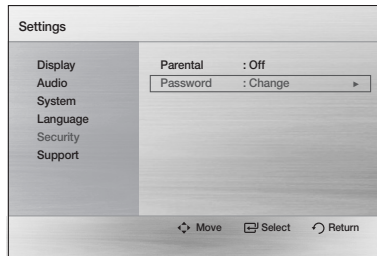 Settings
Display
Audio
System
Language
Security
Support
Parental : Off
Password : Change ►
Move Select Return